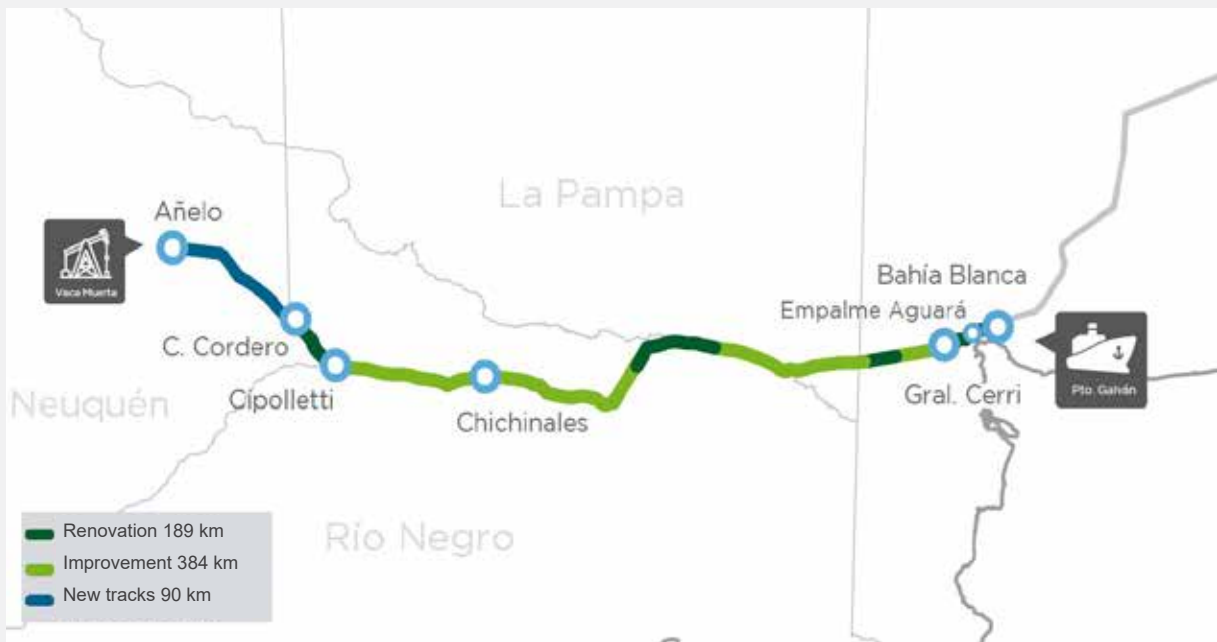 La Pampa
Añelo
Vaca Muerta
Bahía Blanca
Empalme Aguará
C. Cordero
Cipolletti
Neuquén
Gral. Cerri
Pto. Galván
Chichinales
Río Negro
Renovation 189 km
Improvement 384 km
New tracks 90 km